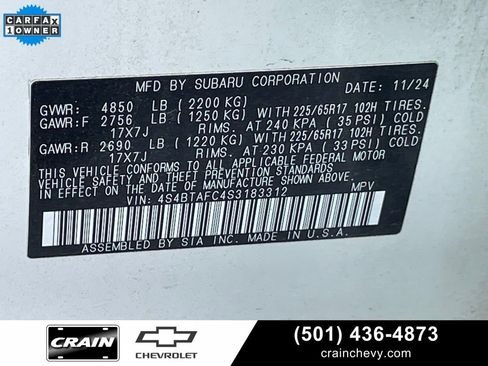 CARFAX
1 OWNER
MFD BY SUBARU CORPORATION
DATE: 11/24
GVWR: 4850 LB (2200 KG)
GAWR:F 2756 LB (1250 KG) WITH 225/65R17 102H TIRES.
17X7J RIMS. AT 240 KPA (35 PSI) COLD
GAWR:R 2690 LB (1220 KG) WITH 225/65R17 102H TIRES.
17X7J RIMS. AT 230 KPA (33 PSI) COLD
THIS VEHICLE CONFORMS TO ALL APPLICABLE FEDERAL MOTOR
VEHICLE SAFETY AND THEFT PREVENTION STANDARDS
IN EFFECT ON THE DATE OF MANUFACTURE SHOWN ABOVE.
VIN: 4S4BTAFC4S3183312 MPV
ASSEMBLED BY SIA INC. MADE IN U.S.A.
CRAIN
CHEVROLET
(501) 436-4873
crainchevy.com